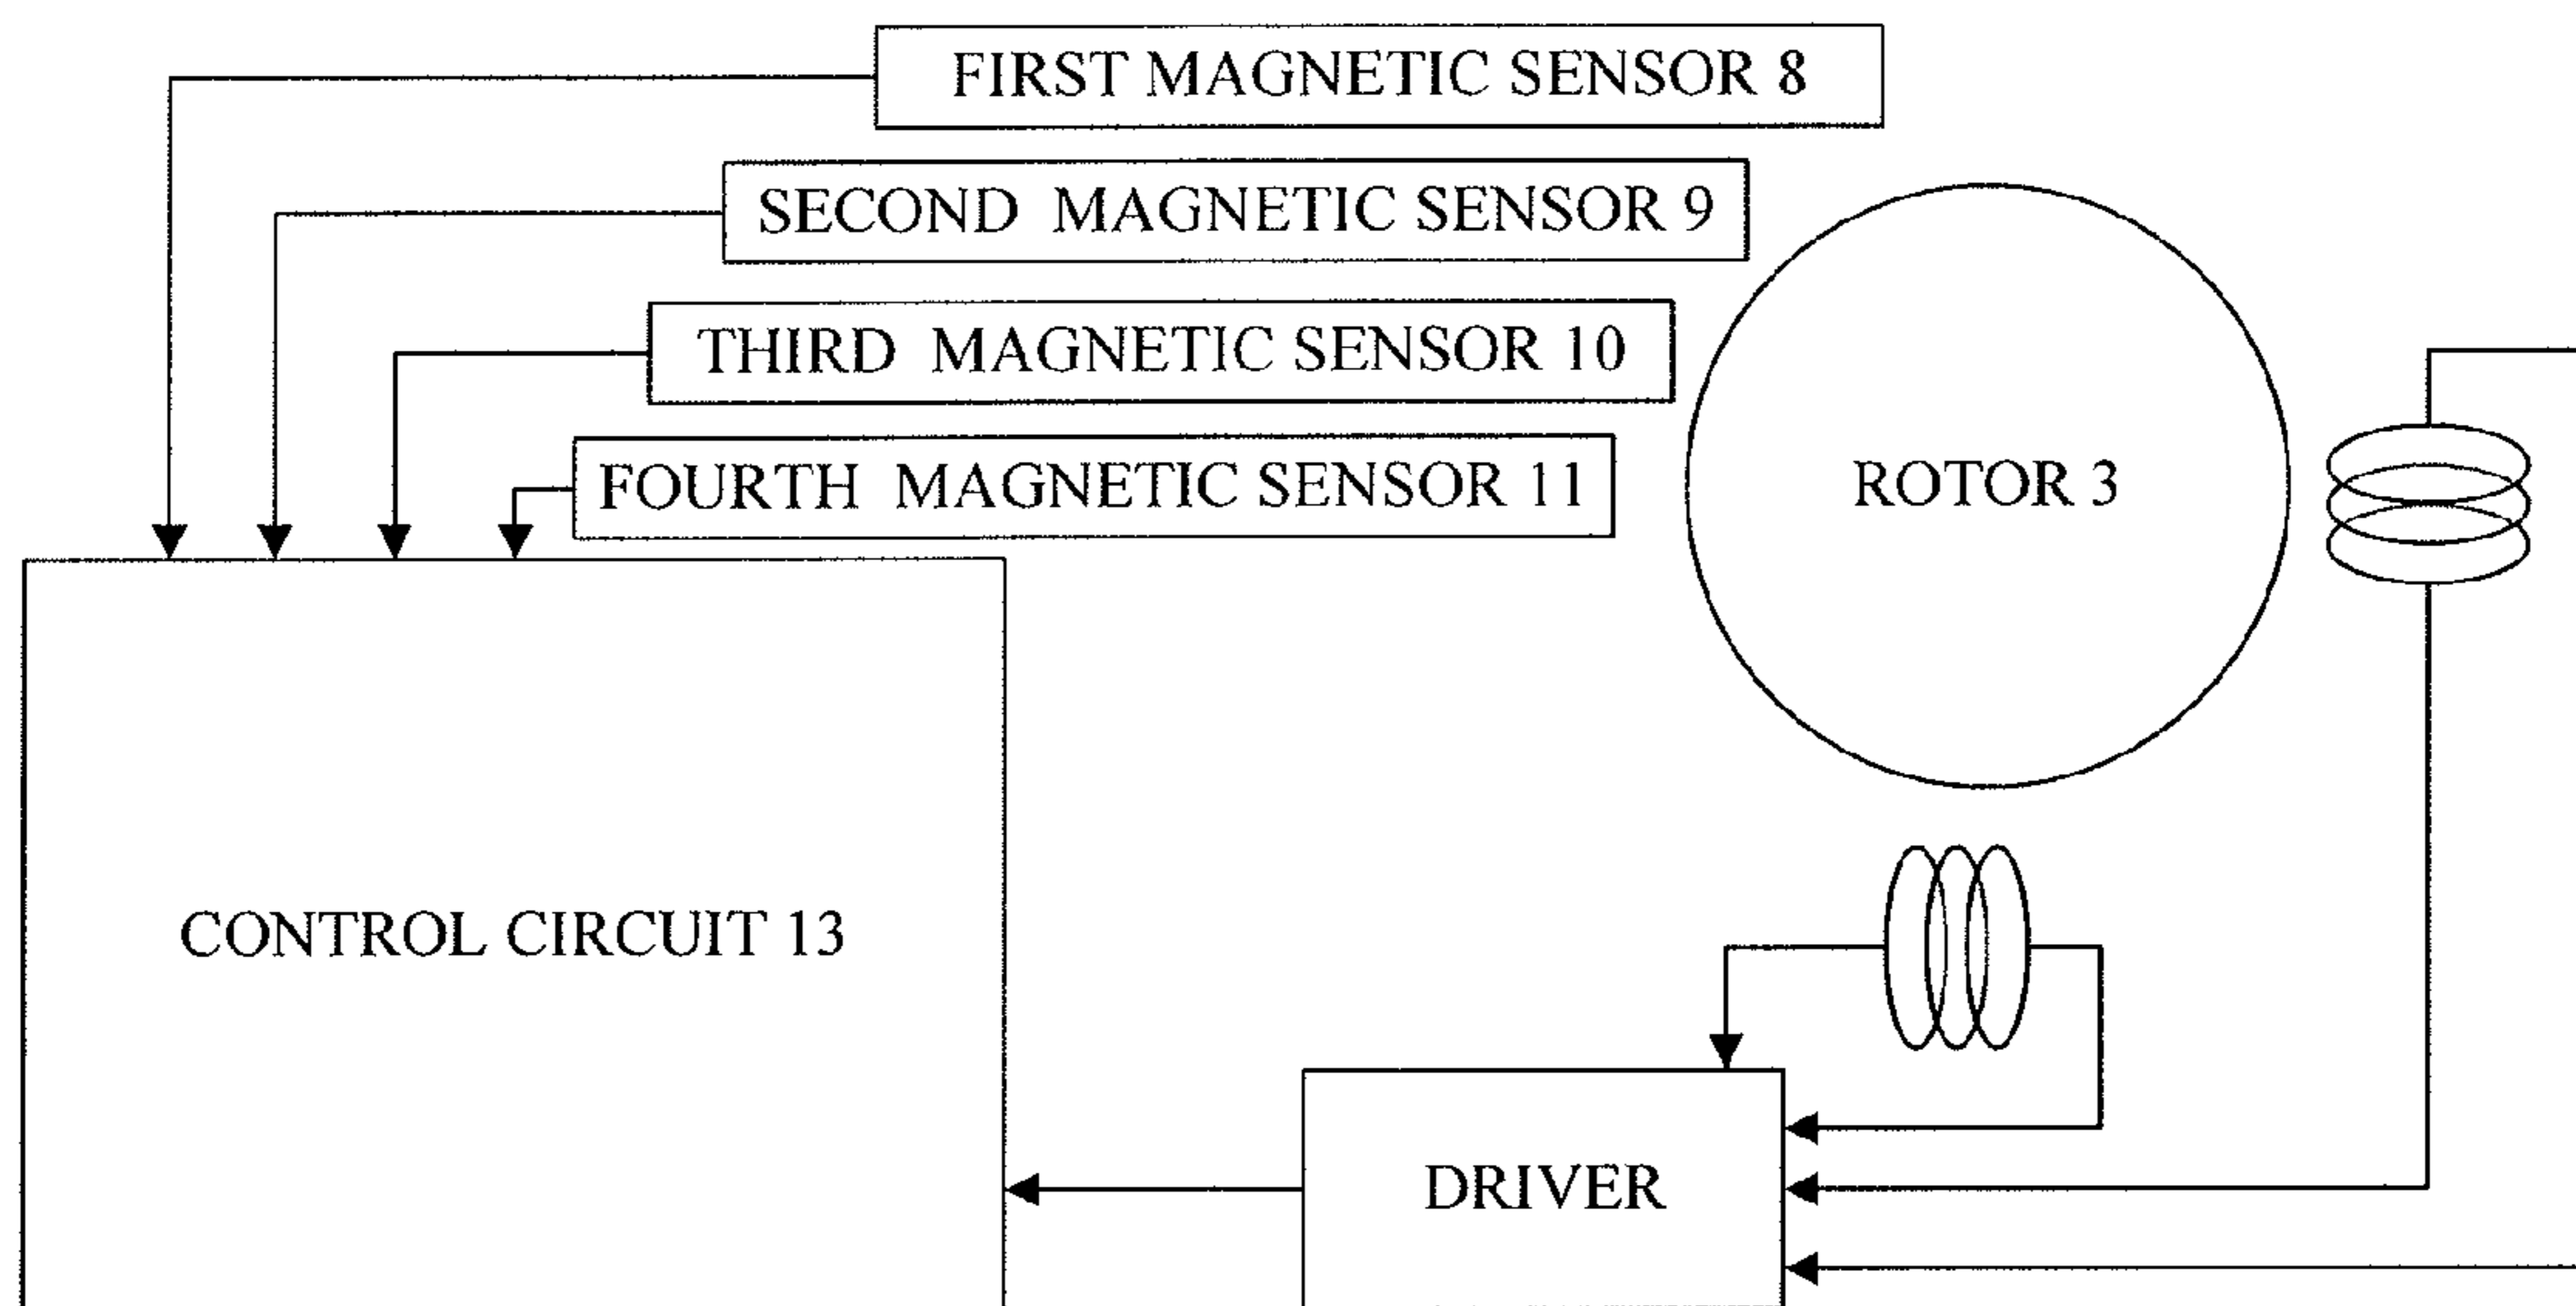 FIRST MAGNETIC SENSOR 8
SECOND MAGNETIC SENSOR 9
THIRD MAGNETIC SENSOR 10
FOURTH MAGNETIC SENSOR 11
ROTOR 3
CONTROL CIRCUIT 13
DRIVER